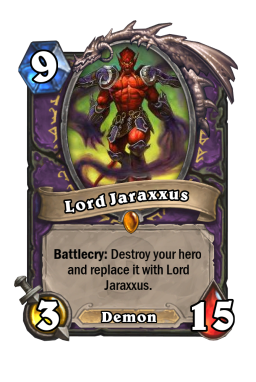 9
Lord Jaraxxus
Battlecry: Destroy your hero
and replace it with Lord
Jaraxxus.
3
Demon
15